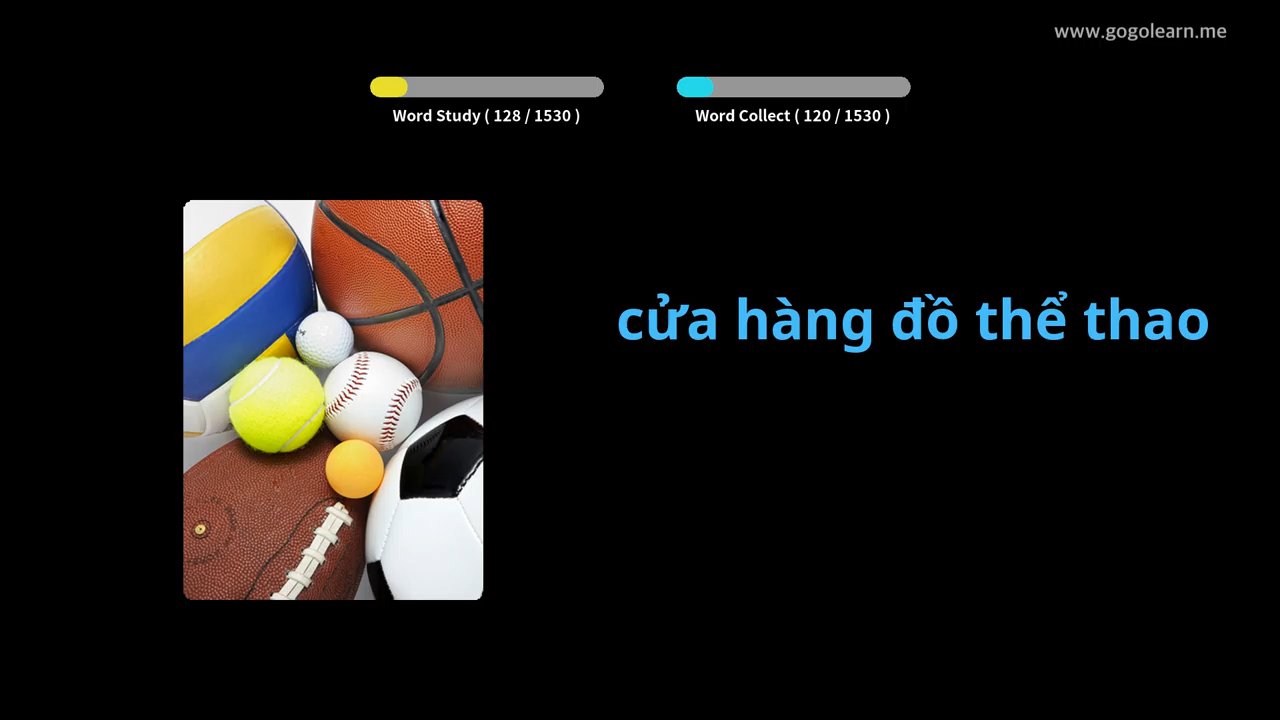 www.gogolearn.me
Word Study ( 128 / 1530 )
Word Collect ( 120 / 1530 )
cửa hàng đồ thể thao